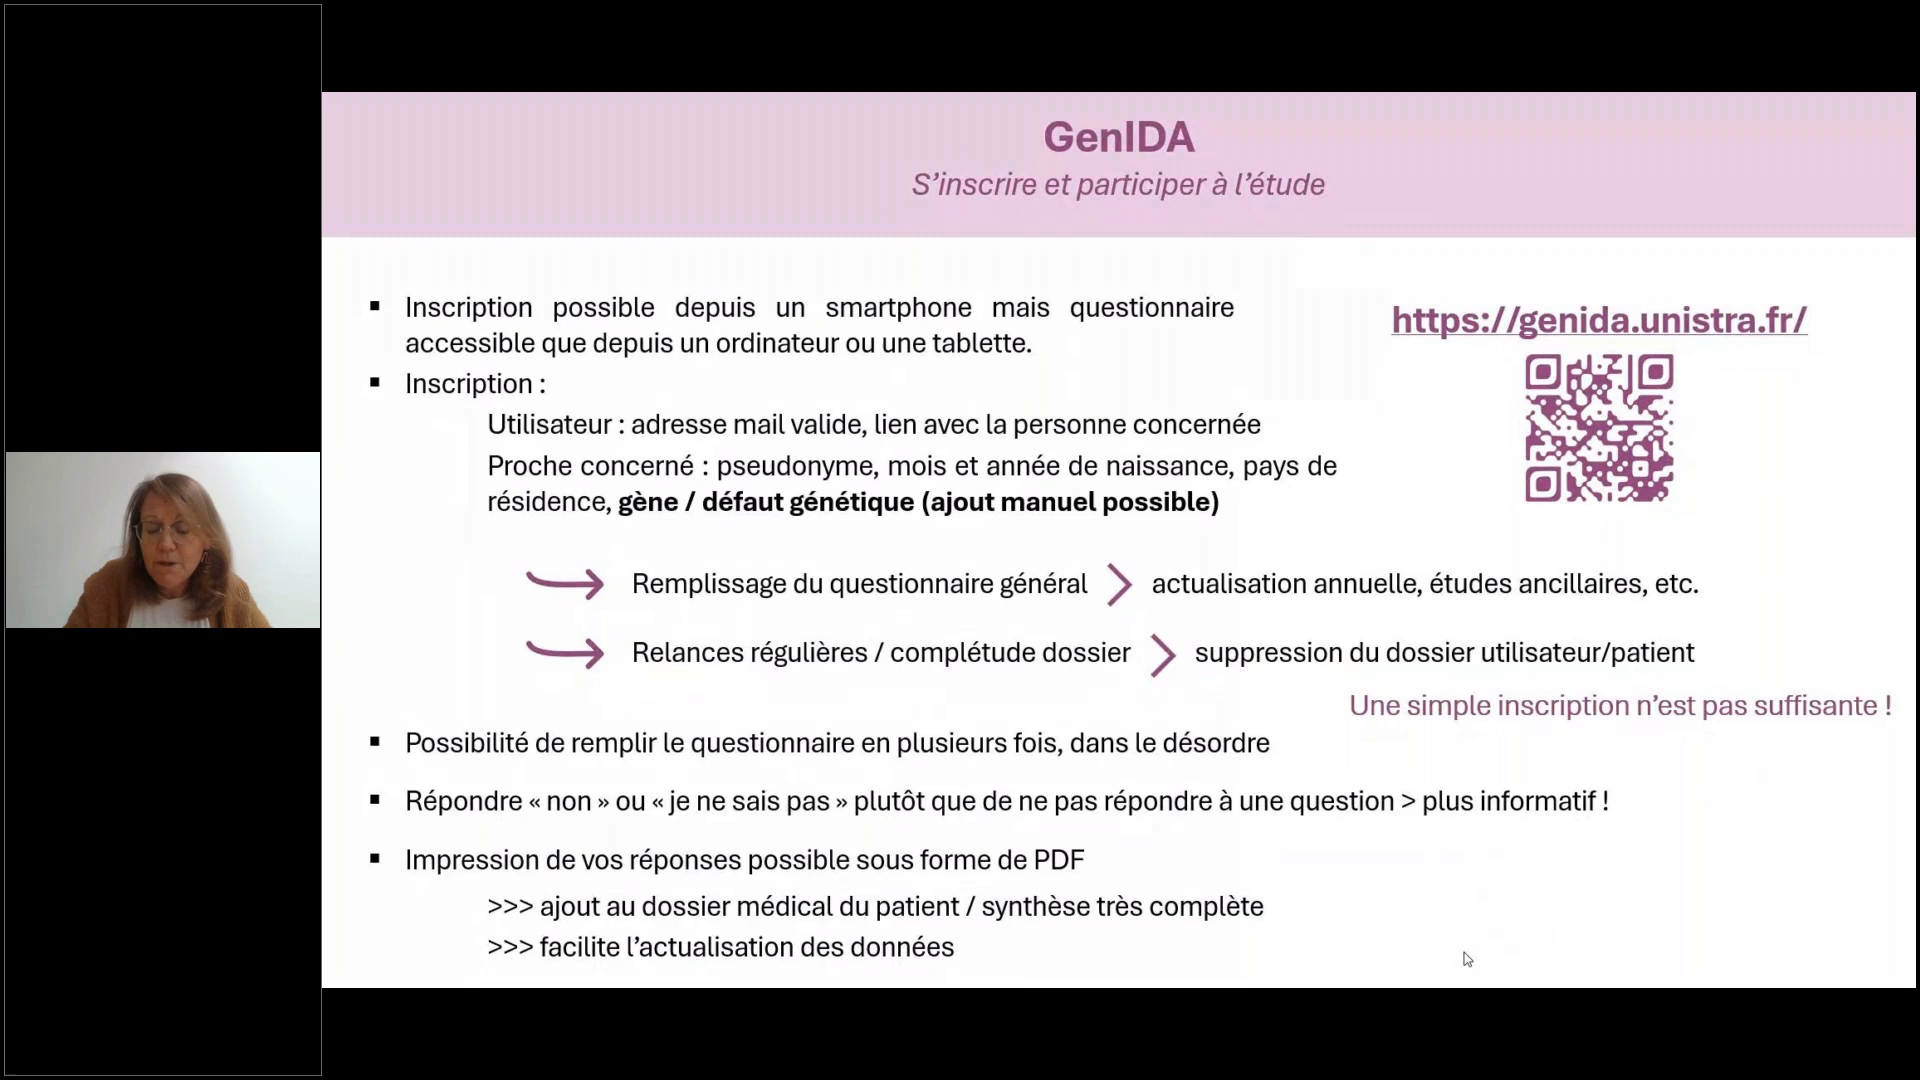 GenIDA
S’inscrire et participer à l’étude
Inscription possible depuis un smartphone mais questionnaire
accessible que depuis un ordinateur ou une tablette.
https://genida.unistra.fr/
Inscription :
Utilisateur : adresse mail valide, lien avec la personne concernée
Proche concerné : pseudonyme, mois et année de naissance, pays de
résidence, gène / défaut génétique (ajout manuel possible)
Remplissage du questionnaire général
actualisation annuelle, études ancillaires, etc.
Relances régulières / complétude dossier
suppression du dossier utilisateur/patient
Une simple inscription n’est pas suffisante !
Possibilité de remplir le questionnaire en plusieurs fois, dans le désordre
Répondre « non » ou « je ne sais pas » plutôt que de ne pas répondre à une question > plus informatif !
Impression de vos réponses possible sous forme de PDF
>>> ajout au dossier médical du patient / synthèse très complète
>>> facilite l’actualisation des données